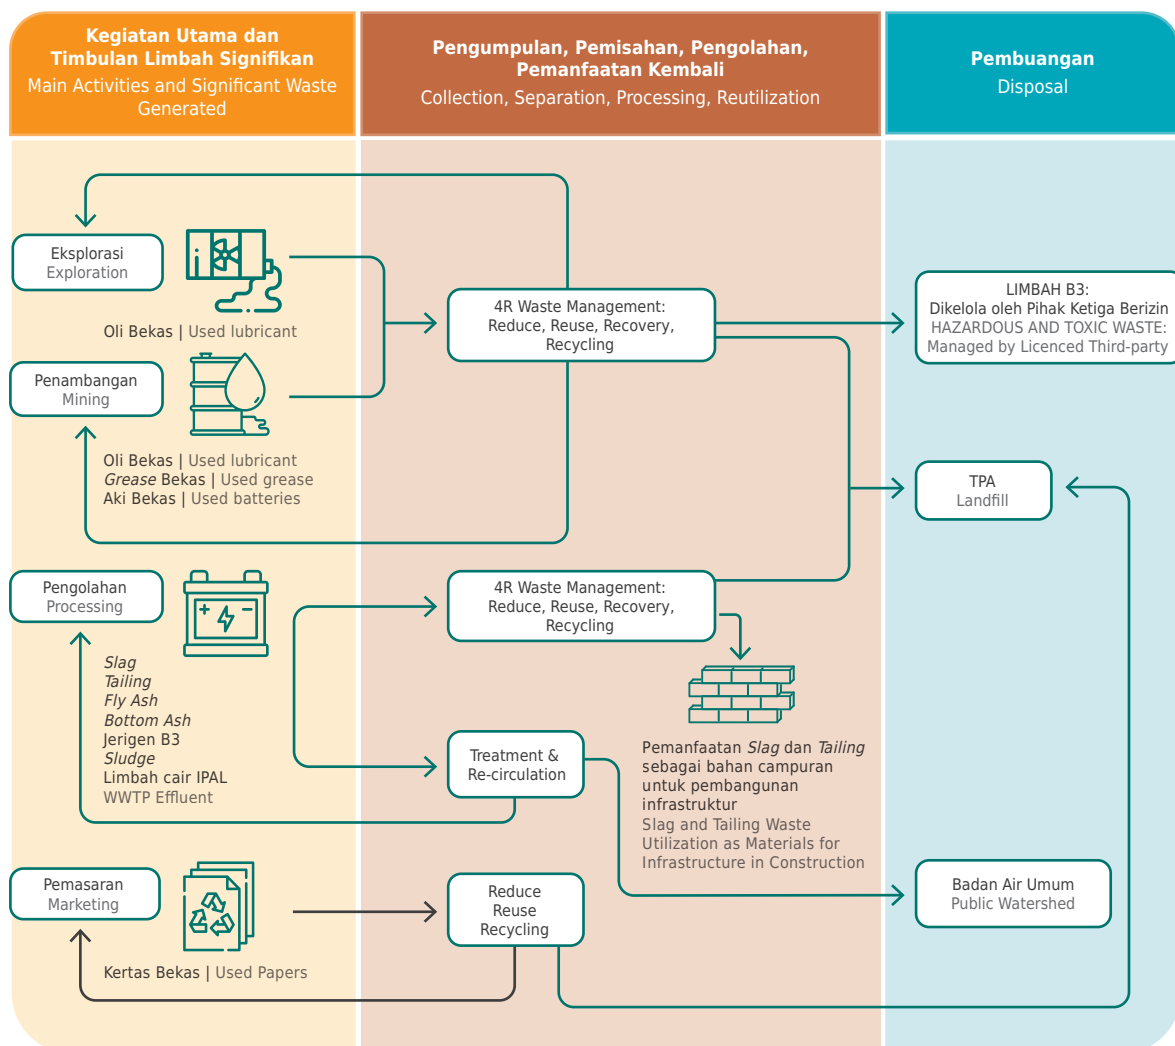 Kegiatan Utama dan
Timbulan Limbah Signifikan
Main Activities and Significant Waste
Generated
Pengumpulan, Pemisahan, Pengolahan,
Pemanfaatan Kembali
Collection, Separation, Processing, Reutilization
Pembuangan
Disposal
Eksplorasi
Exploration
Oli Bekas | Used lubricant
Penambangan
Mining
Oli Bekas | Used lubricant
Grease Bekas | Used grease
Aki Bekas | Used batteries
4R Waste Management:
Reduce, Reuse, Recovery,
Recycling
LIMBAH B3:
Dikelola oleh Pihak Ketiga Berizin
HAZARDOUS AND TOXIC WASTE:
Managed by Licenced Third-party
TPA
Landfill
Pengolahan
Processing
Slag
Tailing
Fly Ash
Bottom Ash
Jerigen B3
Sludge
Limbah cair IPAL
WWTP Effluent
4R Waste Management:
Reduce, Reuse, Recovery,
Recycling
Treatment &
Re-circulation
Pemanfaatan Slag dan Tailing
sebagai bahan campuran
untuk pembangunan
infrastruktur
Slag and Tailing Waste
Utilization as Materials for
Infrastructure in Construction
Pemasaran
Marketing
Kertas Bekas | Used Papers
Reduce
Reuse
Recycling
Badan Air Umum
Public Watershed